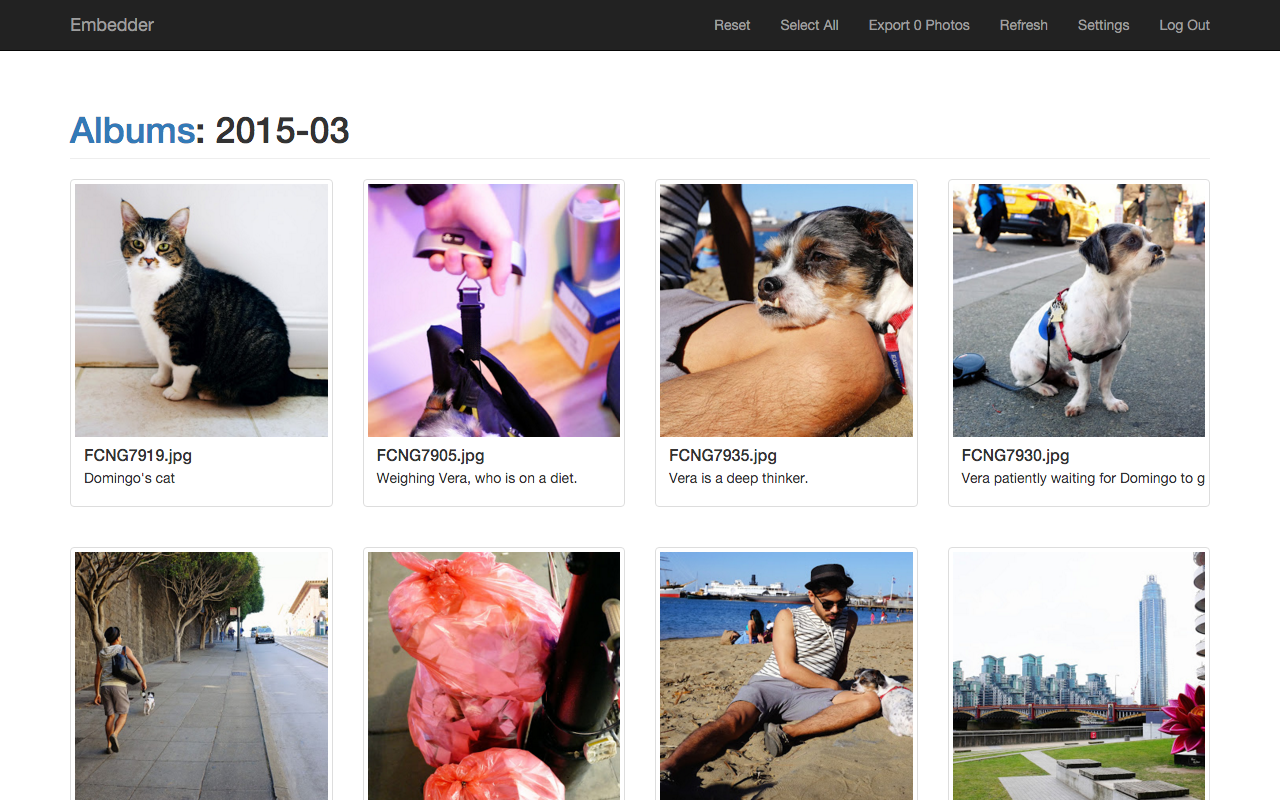 Embedder
Reset
Select All
Export 0 Photos
Refresh
Settings
Log Out
Albums: 2015-03
FCNG7919.jpg
Domingo's cat
FCNG7905.jpg
Weighing Vera, who is on a diet.
FCNG7935.jpg
Vera is a deep thinker.
FCNG7930.jpg
Vera patiently waiting for Domingo to g